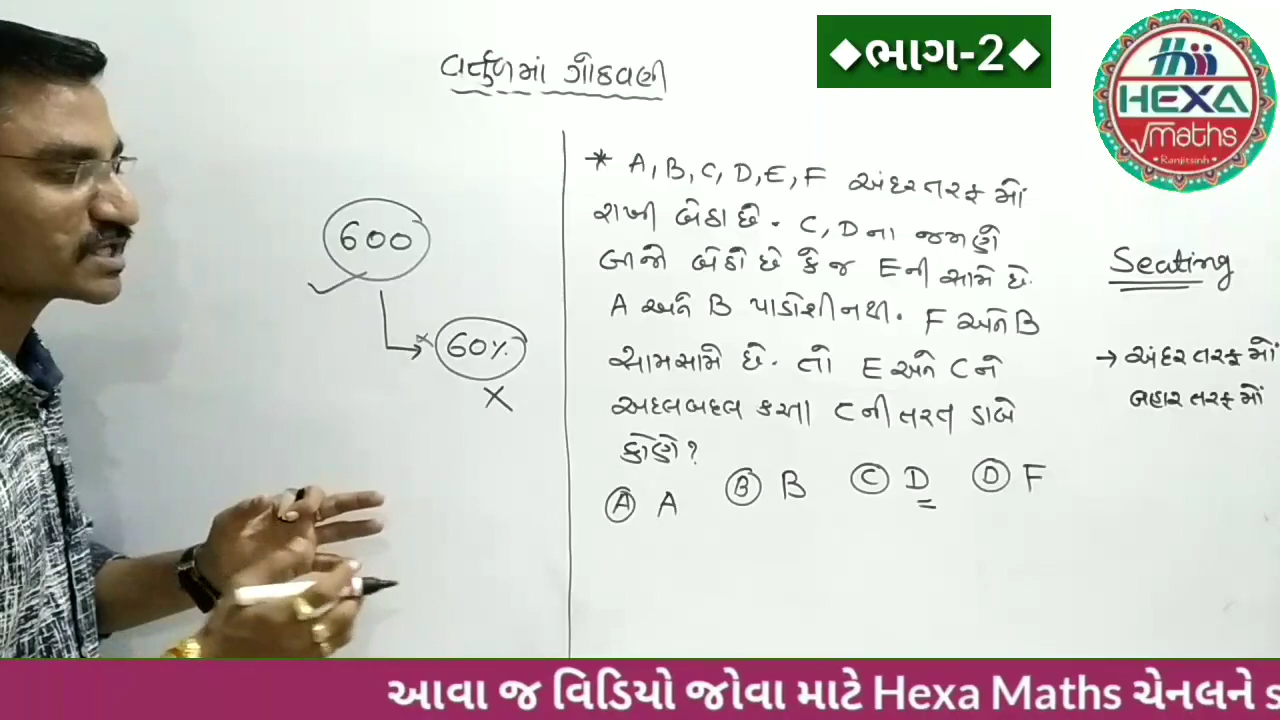 વર્તુળમાં ગોઠવણી
◆ભાગ-2◆
HEXA
maths
Ranjitsinh
600
60%
* A, B, C, D, E, F અંદર તરફ મોં
રાખી બેઠા છે. C, D ના જમણી
બાજુ બેઠો છે કે જ E ની સામે છે.
A અને B પાડોશી નથી. F અને B
સામસામે છે. તો E અને C ને
અદલબદલ કરતા C ની તરત ડાબે
કોણ?
(A) A (B) B (C) D (D) F
Seating
→ અંદર તરફ મોં
બહાર તરફ મોં
આવા જ વિડિયો જોવા માટે Hexa Maths ચેનલને s